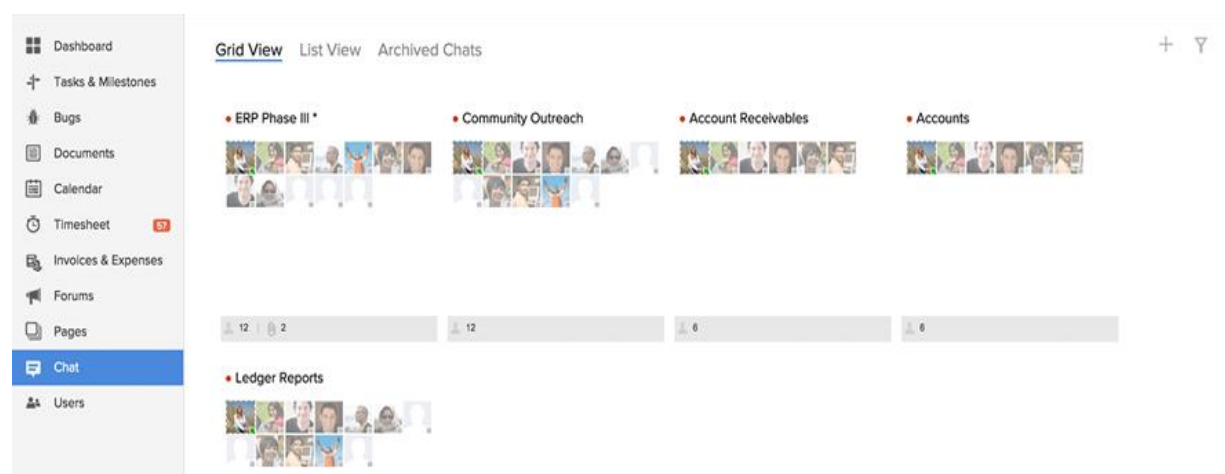 Dashboard
Tasks & Milestones
Bugs
Documents
Calendar
Timesheet 57
Invoices & Expenses
Forums
Pages
Chat
Users
Grid View List View Archived Chats
ERP Phase III *
Community Outreach
Account Receivables
Accounts
12 | 2
12
6
6
Ledger Reports